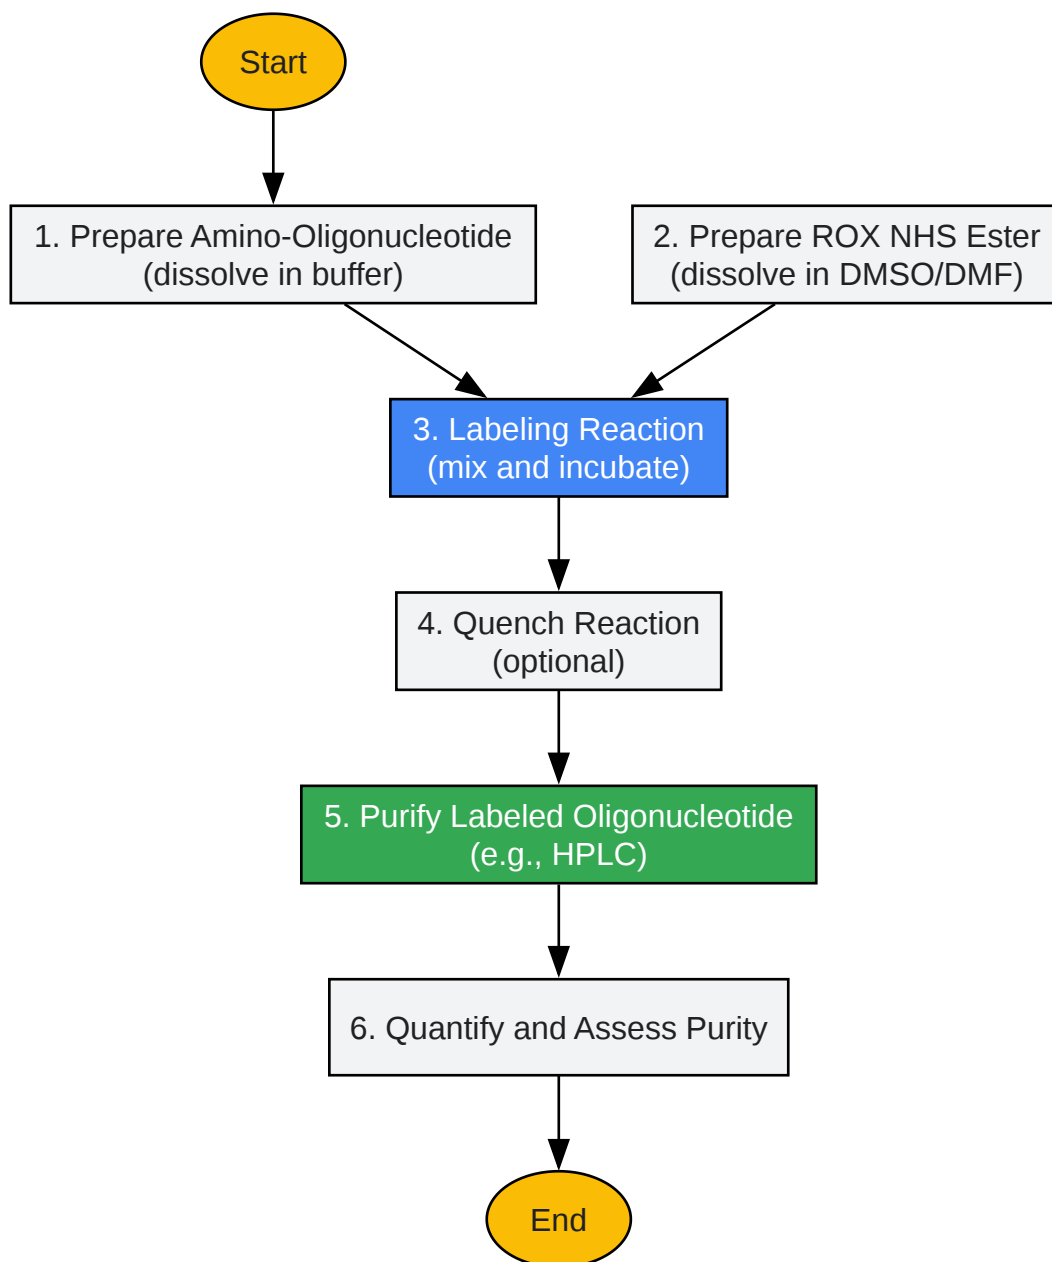 Start
1. Prepare Amino-Oligonucleotide
(dissolve in buffer)
2. Prepare ROX NHS Ester
(dissolve in DMSO/DMF)
3. Labeling Reaction
(mix and incubate)
4. Quench Reaction
(optional)
5. Purify Labeled Oligonucleotide
(e.g., HPLC)
6. Quantify and Assess Purity
End